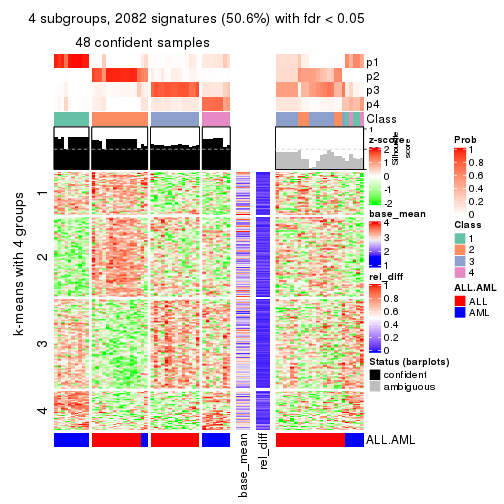 4 subgroups, 2082 signatures (50.6%) with fdr < 0.05
48 confident samples
p1
p2
p3
p4
Class
1
z-score
2
1
0
-1
-2
Silhouette
score
k-means with 4 groups
1
2
3
4
base_mean
4
3
2
1
rel_diff
1
0.8
0.6
0.4
0.2
0
Status (barplots)
confident
ambiguous
Prob
1
0.8
0.6
0.4
0.2
0
Class
1
2
3
4
ALL.AML
ALL
AML
ALL.AML
base_mean
rel_diff